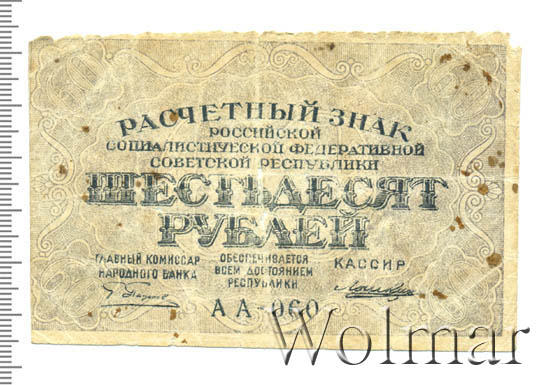 РАСЧЕТНЫЙ ЗНАК
РОССИЙСКОЙ
СОЦИАЛИСТИЧЕСКОЙ ФЕДЕРАТИВНОЙ
СОВЕТСКОЙ РЕСПУБЛИКИ
ШЕСТЬДЕСЯТ
РУБЛЕЙ
ГЛАВНЫЙ КОМИССАР
НАРОДНОГО БАНКА
ОБЕСПЕЧИВАЕТСЯ
ВСЕМ ДОСТОЯНИЕМ
РЕСПУБЛИКИ
КАССИР
АА-060
Wolmar